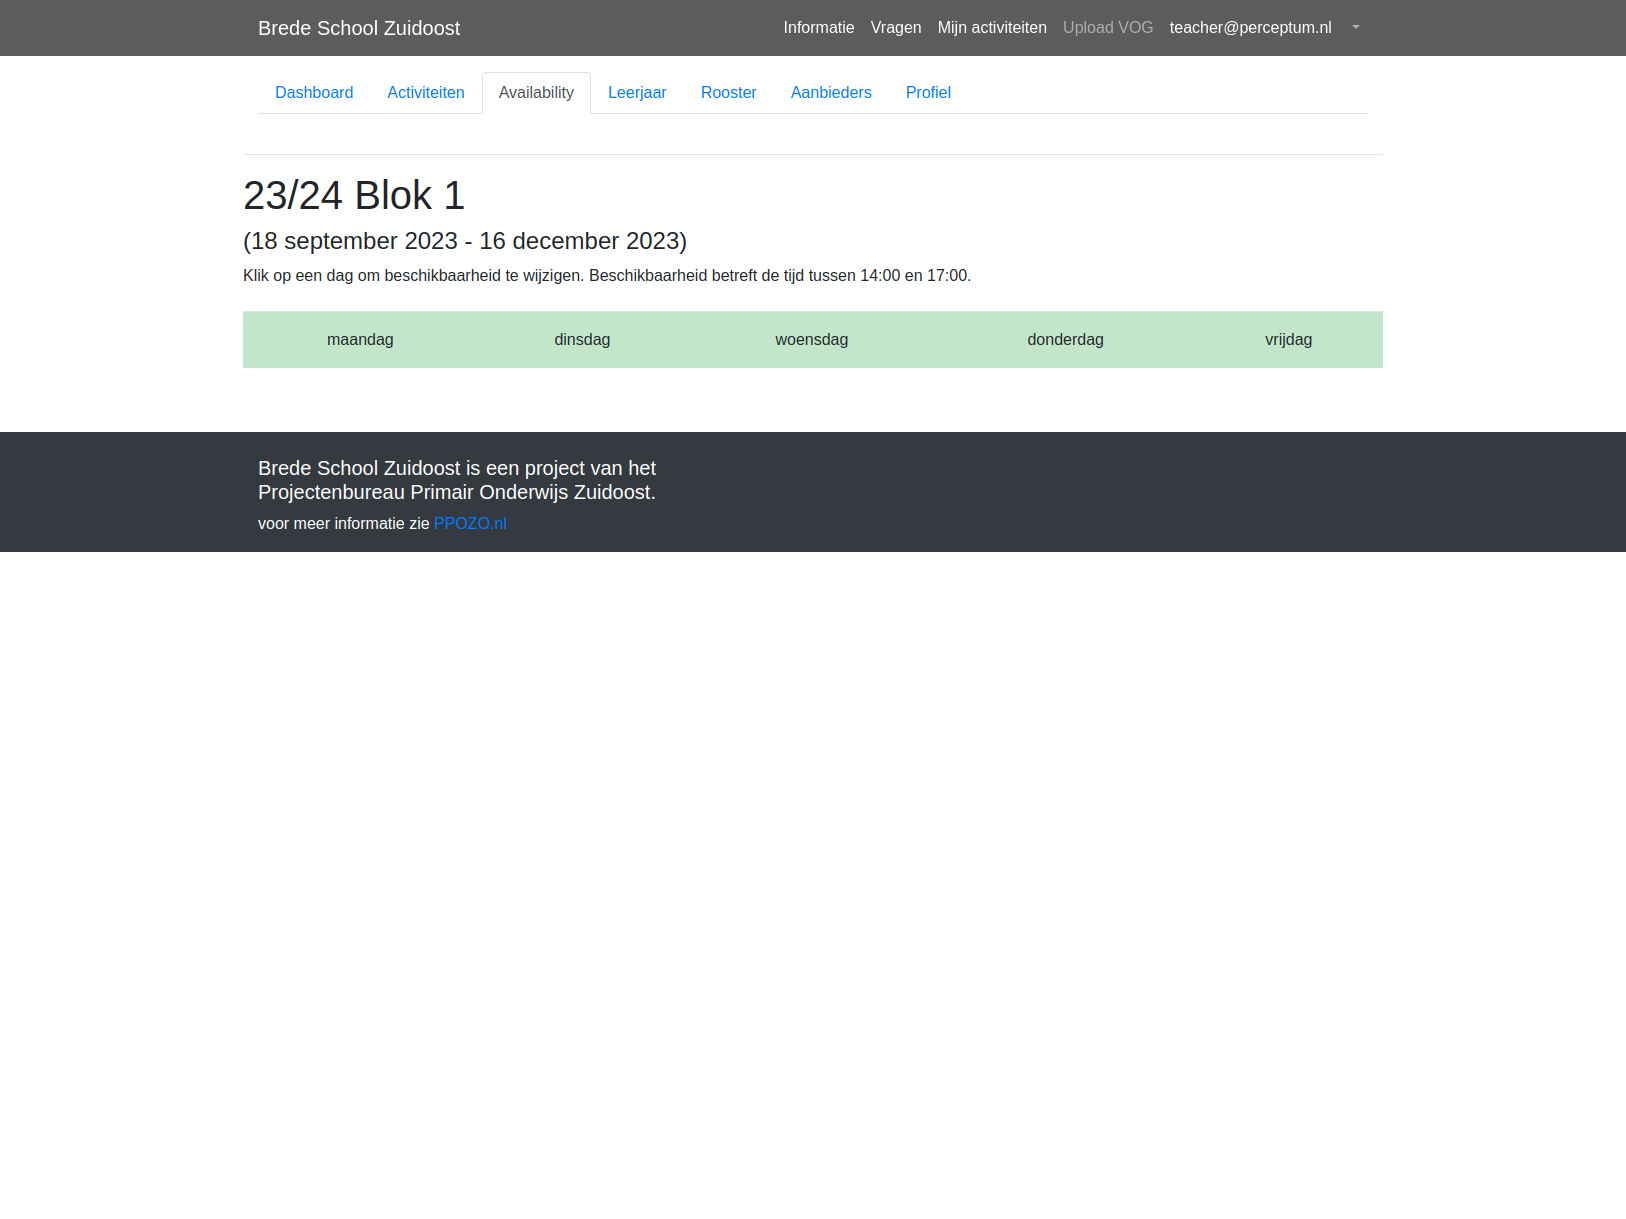 Brede School Zuidoost Informatie Vragen Mijn activiteiten Upload VOG teacher@perceptum.nl
Dashboard Activiteiten Availability Leerjaar Rooster Aanbieders Profiel
23/24 Blok 1
(18 september 2023 - 16 december 2023)
Klik op een dag om beschikbaarheid te wijzigen. Beschikbaarheid betreft de tijd tussen 14:00 en 17:00.
maandag dinsdag woensdag donderdag vrijdag
Brede School Zuidoost is een project van het
Projectenbureau Primair Onderwijs Zuidoost.
voor meer informatie zie PPOZO.nl